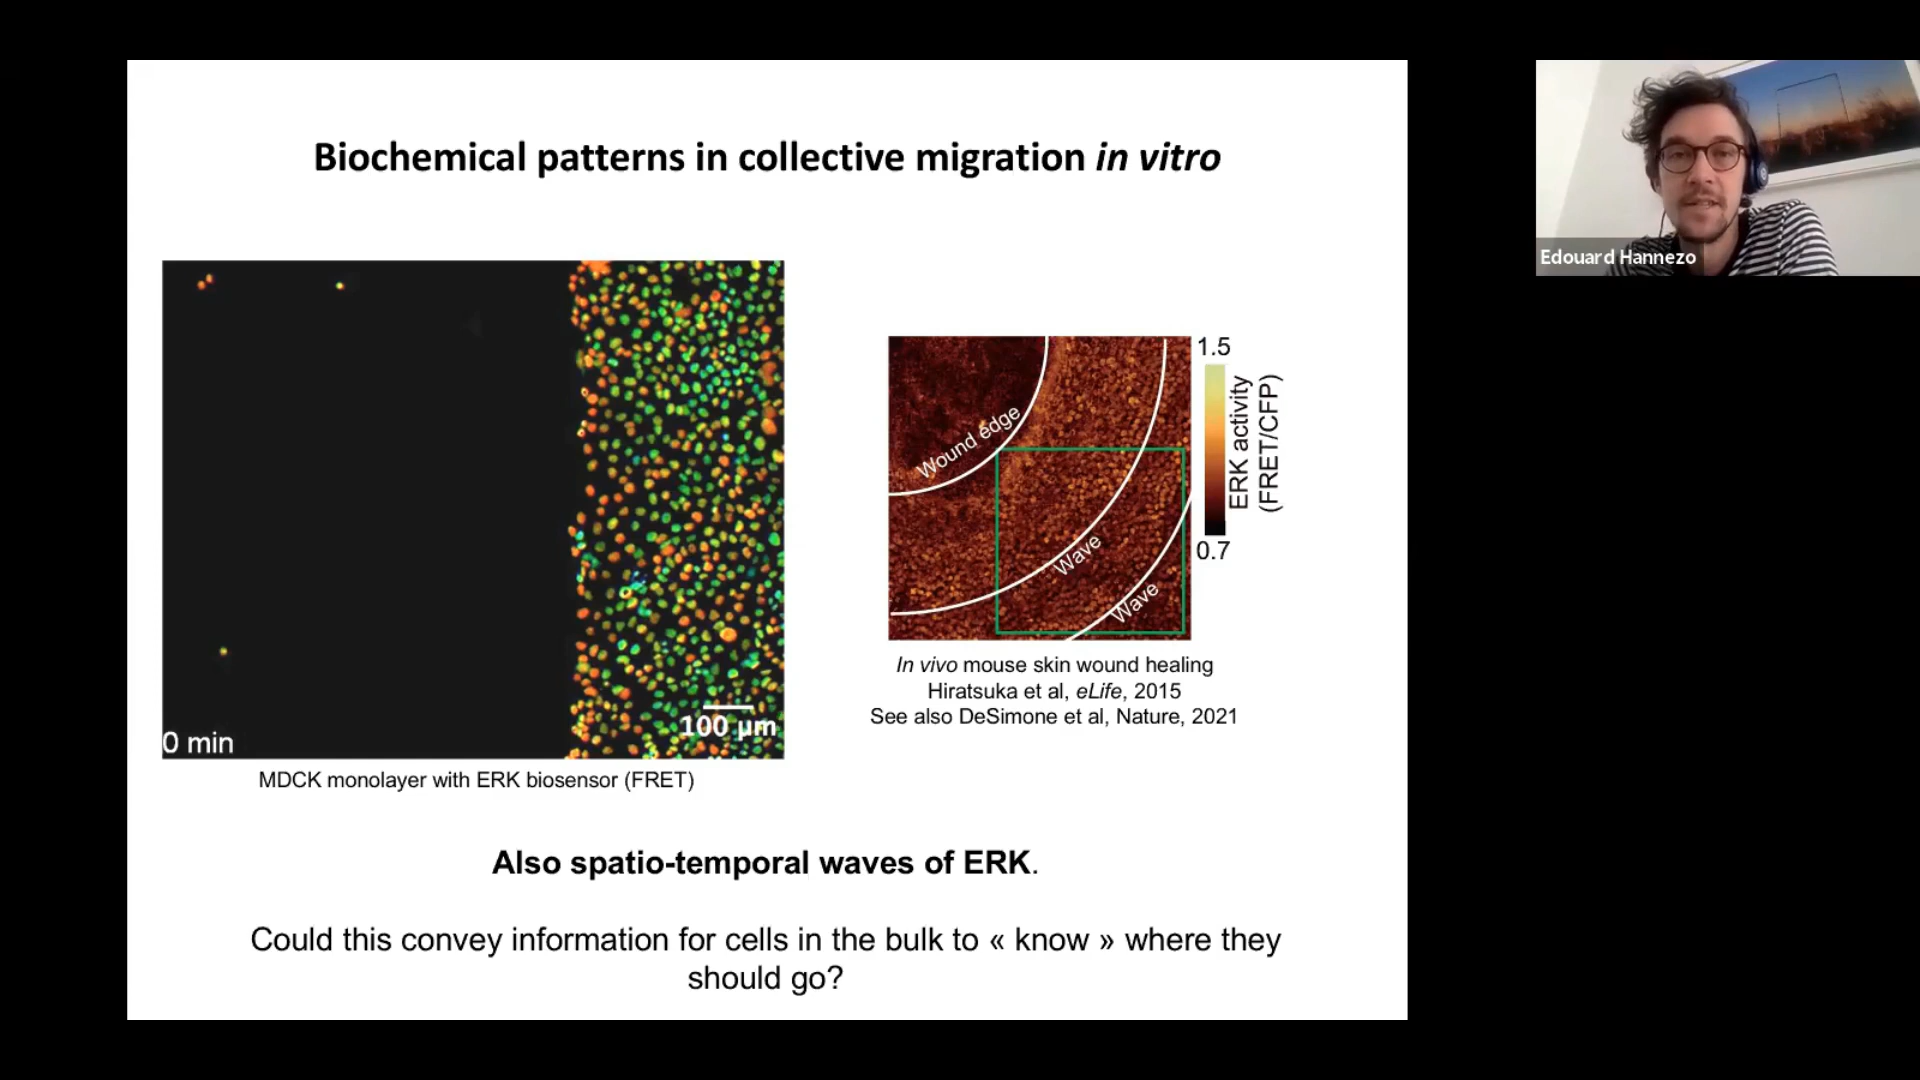 Biochemical patterns in collective migration in vitro
Edouard Hannezo
0 min
100 µm
MDCK monolayer with ERK biosensor (FRET)
Wound edge
Wave
Wave
1.5
0.7
ERK activity
(FRET/CFP)
In vivo mouse skin wound healing
Hiratsuka et al, eLife, 2015
See also DeSimone et al, Nature, 2021
Also spatio-temporal waves of ERK.
Could this convey information for cells in the bulk to « know » where they
should go?